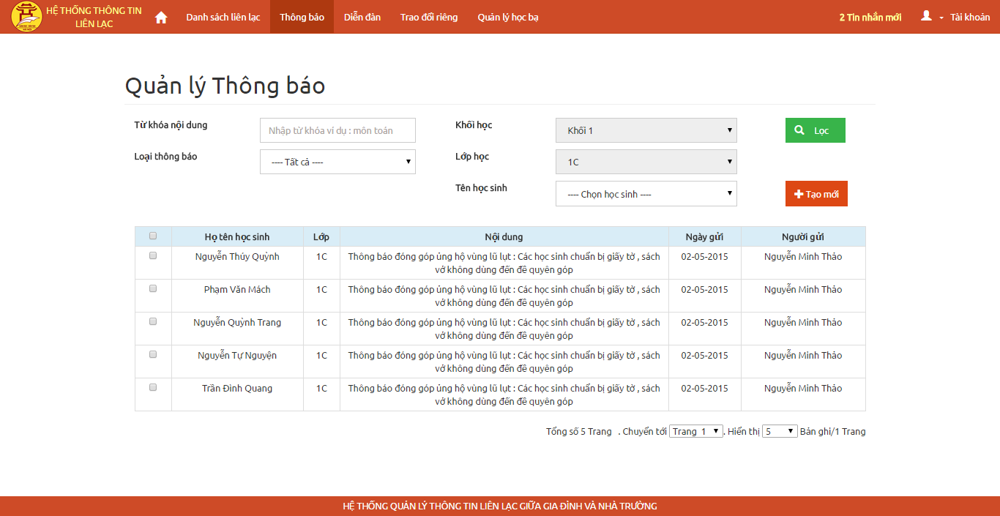 HỆ THỐNG THÔNG TIN
LIÊN LẠC
Danh sách liên lạc
Thông báo
Diễn đàn
Trao đổi riêng
Quản lý học bạ
2 Tin nhắn mới
Tài khoản
Quản lý Thông báo
Từ khóa nội dung
Nhập từ khóa ví dụ : môn toán
Khối học
Khối 1
Lọc
Loại thông báo
---- Tất cả ----
Lớp học
1C
Tên học sinh
---- Chọn học sinh ----
Tạo mới
Họ tên học sinh Lớp Nội dung Ngày gửi Người gửi
Nguyễn Thúy Quỳnh 1C Thông báo đóng góp ủng hộ vùng lũ lụt : Các học sinh chuẩn bị giấy tờ , sách 02-05-2015 Nguyễn Minh Thảo
vở không dùng đến đề quyên góp
Phạm Văn Mách 1C Thông báo đóng góp ủng hộ vùng lũ lụt : Các học sinh chuẩn bị giấy tờ , sách 02-05-2015 Nguyễn Minh Thảo
vở không dùng đến đề quyên góp
Nguyễn Quỳnh Trang 1C Thông báo đóng góp ủng hộ vùng lũ lụt : Các học sinh chuẩn bị giấy tờ , sách 02-05-2015 Nguyễn Minh Thảo
vở không dùng đến đề quyên góp
Nguyễn Tự Nguyện 1C Thông báo đóng góp ủng hộ vùng lũ lụt : Các học sinh chuẩn bị giấy tờ , sách 02-05-2015 Nguyễn Minh Thảo
vở không dùng đến đề quyên góp
Trần Đình Quang 1C Thông báo đóng góp ủng hộ vùng lũ lụt : Các học sinh chuẩn bị giấy tờ , sách 02-05-2015 Nguyễn Minh Thảo
vở không dùng đến đề quyên góp
Tổng số 5 Trang . Chuyển tới Trang 1 . Hiển thị 5 Bản ghi/1 Trang
HỆ THỐNG QUẢN LÝ THÔNG TIN LIÊN LẠC GIỮA GIA ĐÌNH VÀ NHÀ TRƯỜNG